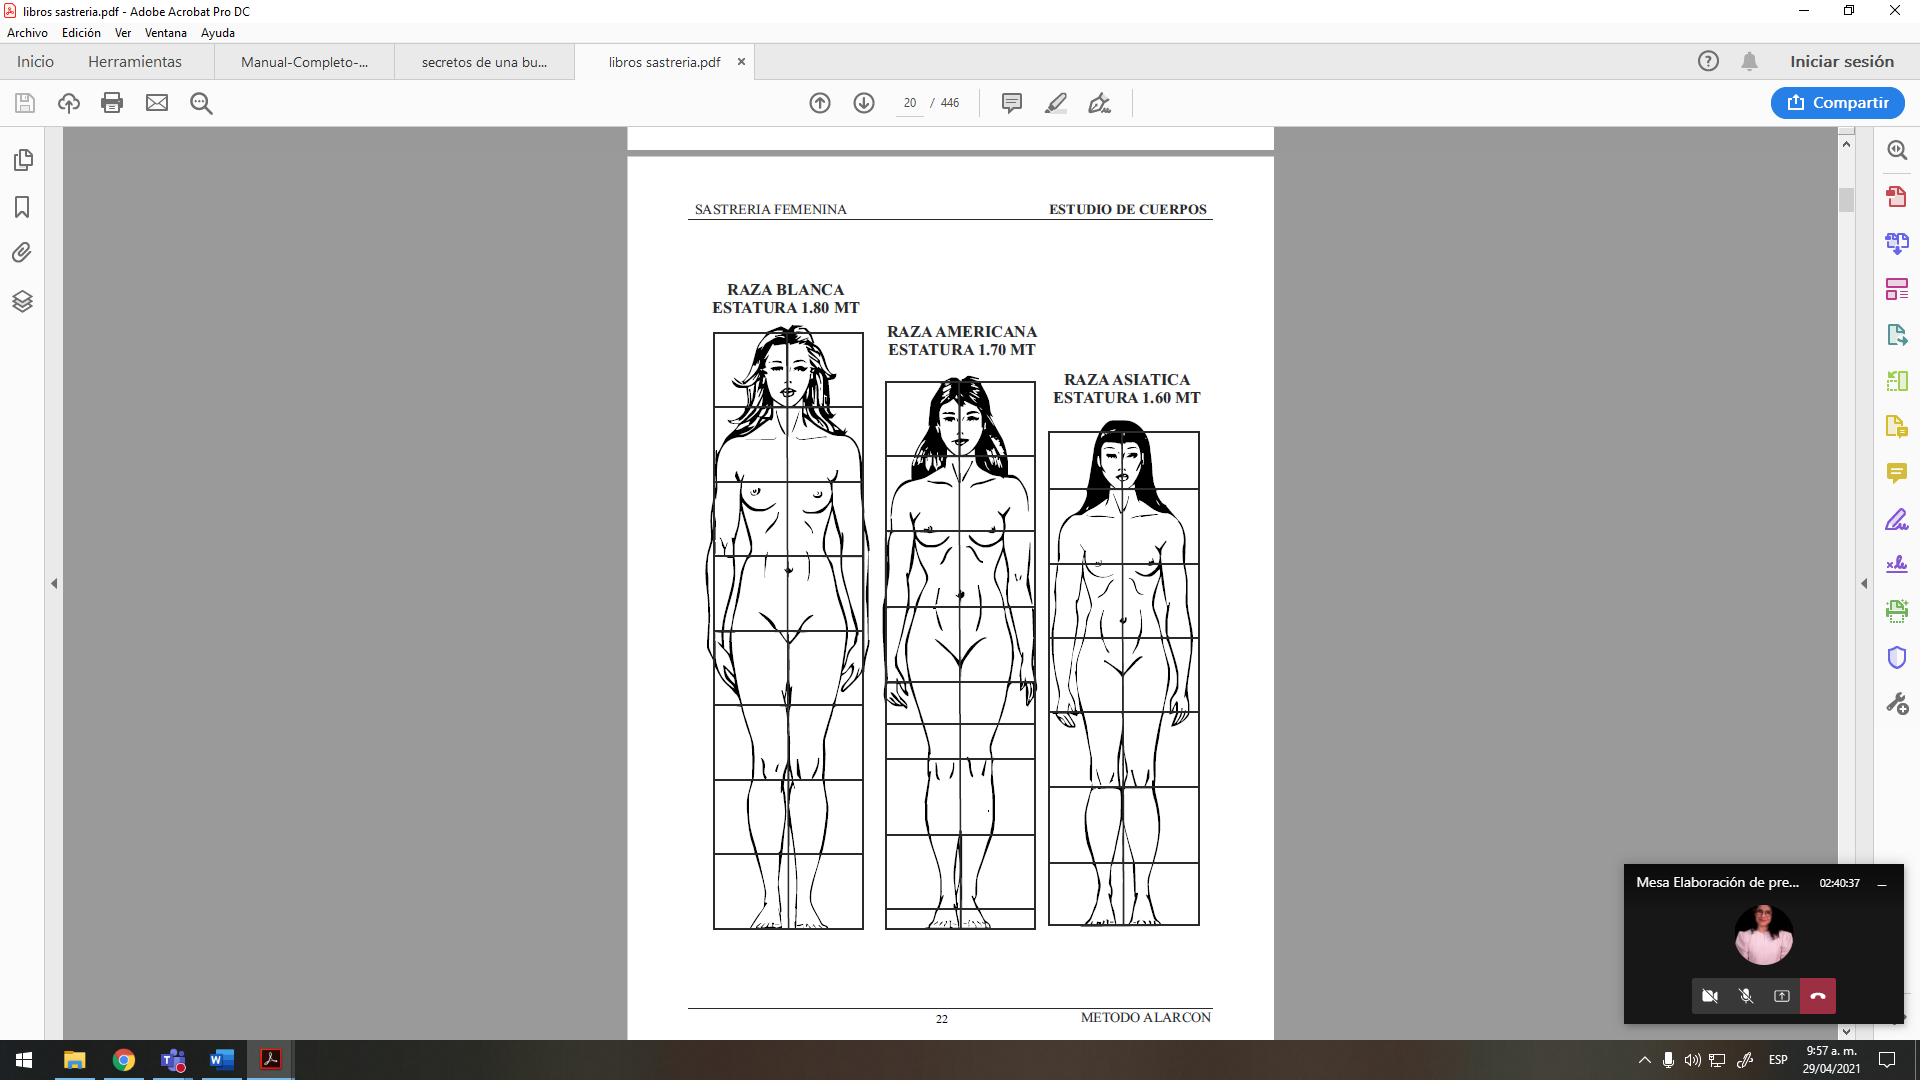 libros sastreria.pdf - Adobe Acrobat Pro DC
Archivo Edición Ver Ventana Ayuda
Inicio Herramientas Manual-Completo-... secretos de una bu... libros sastreria.pdf Iniciar sesión
20 / 446
Compartir
SASTRERIA FEMENINA ESTUDIO DE CUERPOS
RAZA BLANCA
ESTATURA 1.80 MT
RAZA AMERICANA
ESTATURA 1.70 MT
RAZA ASIATICA
ESTATURA 1.60 MT
Mesa Elaboración de pre... 02:40:37
22 METODO ALARCON
ESP
9:57 a. m.
29/04/2021